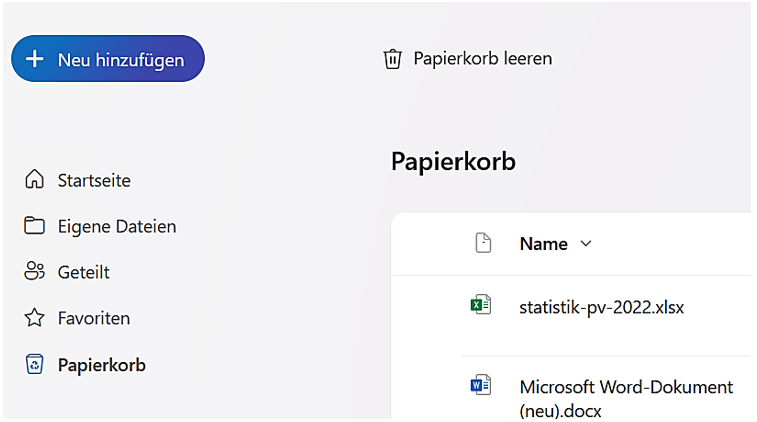 Neu hinzufügen
Papierkorb leeren
Startseite
Eigene Dateien
Geteilt
Favoriten
Papierkorb
Papierkorb
Name
statistik-pv-2022.xlsx
Microsoft Word-Dokument
(neu).docx